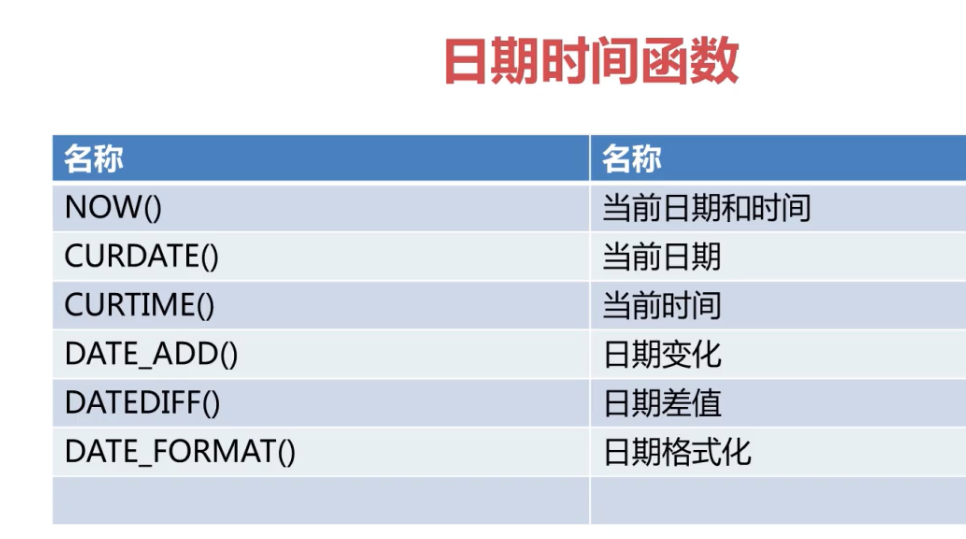 日期时间函数
名称 名称
NOW() 当前日期和时间
CURDATE() 当前日期
CURTIME() 当前时间
DATE_ADD() 日期变化
DATEDIFF() 日期差值
DATE_FORMAT() 日期格式化